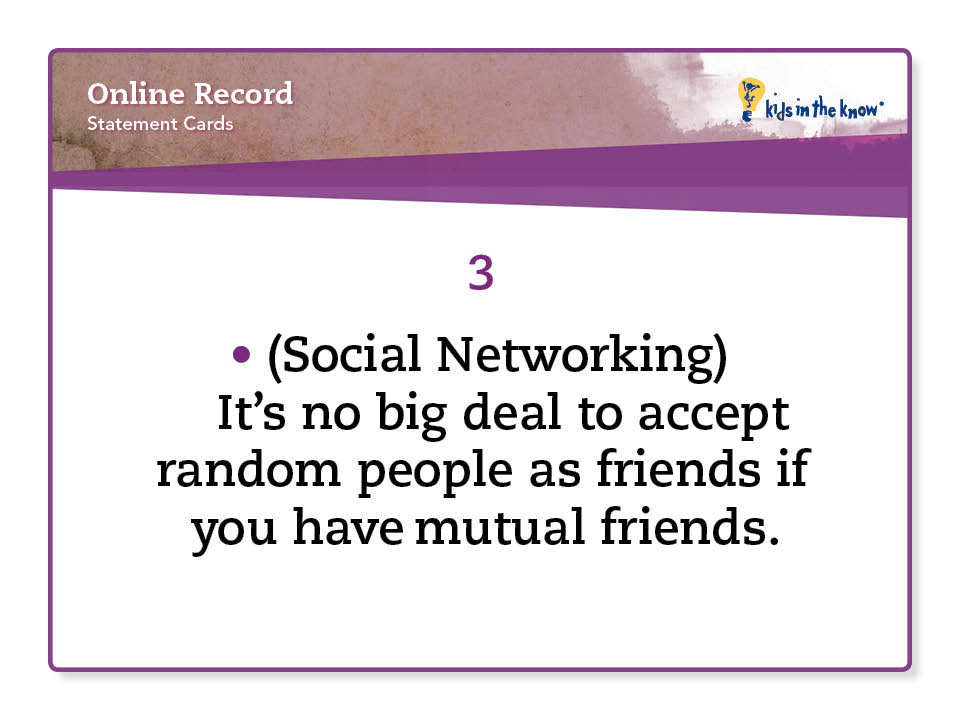 Online Record
Statement Cards
kids in the know
3
• (Social Networking)
It’s no big deal to accept
random people as friends if
you have mutual friends.